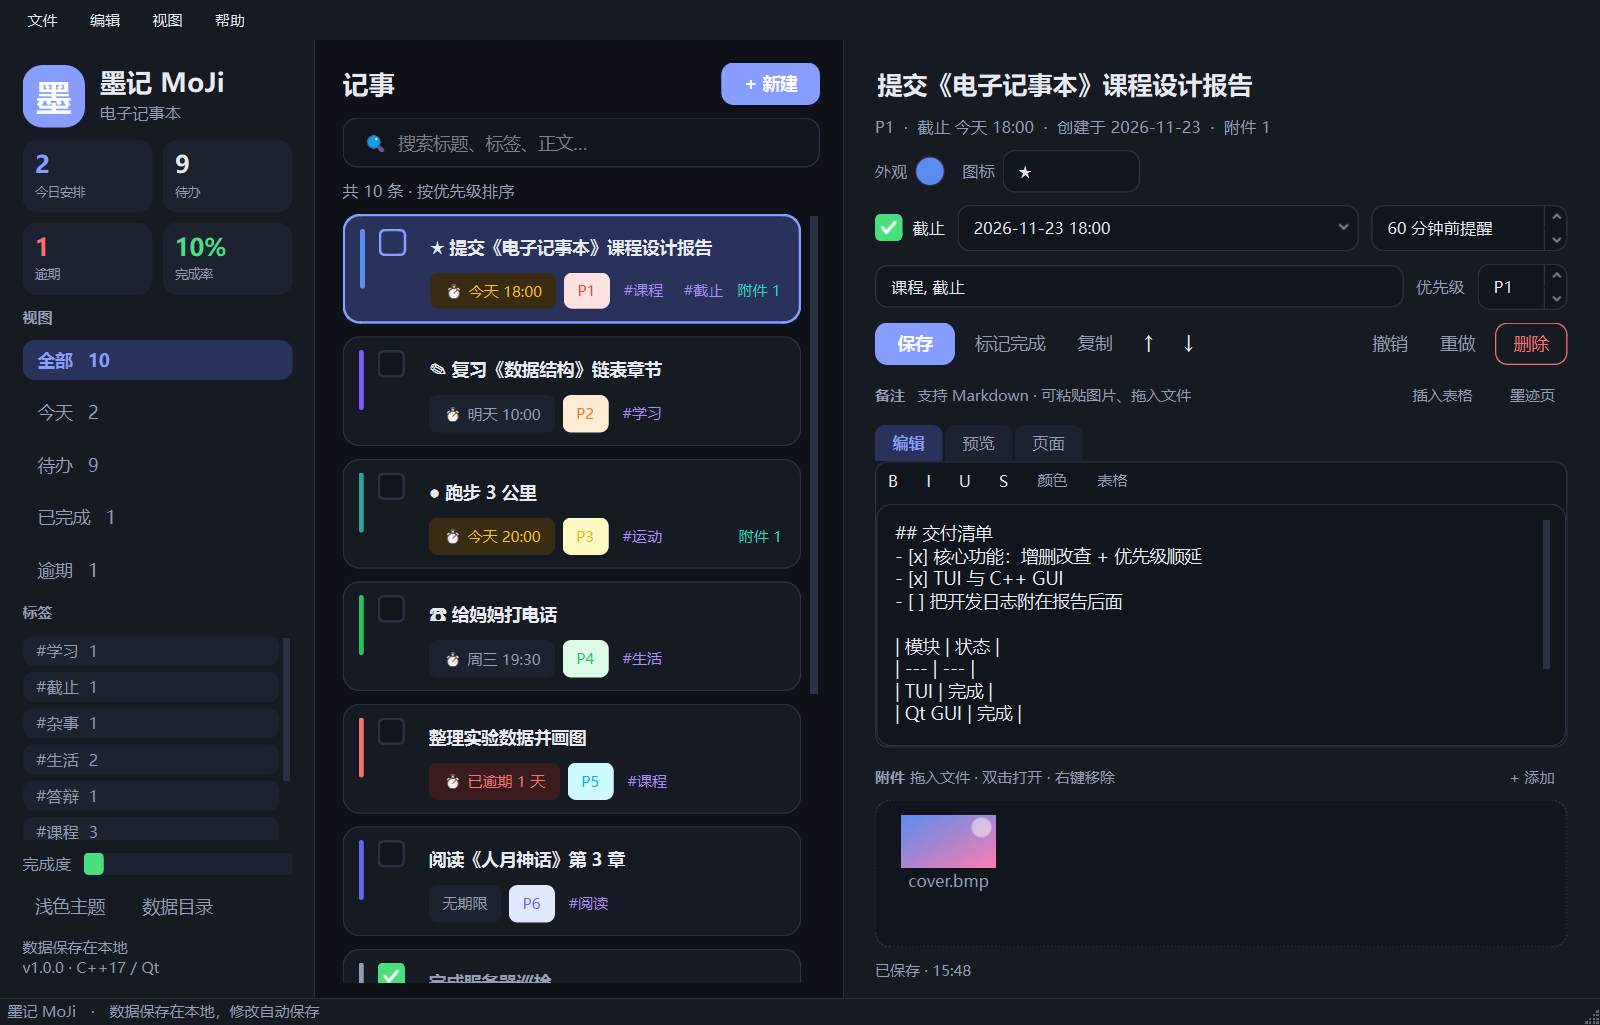 文件 编辑 视图 帮助
墨 墨记 MoJi
电子记事本
2 9
今日安排 待办
1 10%
逾期 完成率
视图
全部 10
今天 2
待办 9
已完成 1
逾期 1
标签
#学习 1
#截止 1
#杂事 1
#生活 2
#答辩 1
#课程 3
完成度
浅色主题 数据目录
数据保存在本地
v1.0.0 · C++17 / Qt
记事 + 新建
搜索标题、标签、正文...
共 10 条 · 按优先级排序
★ 提交《电子记事本》课程设计报告
今天 18:00 P1 #课程 #截止 附件 1
✎ 复习《数据结构》链表章节
明天 10:00 P2 #学习
● 跑步 3 公里
今天 20:00 P3 #运动 附件 1
☎ 给妈妈打电话
周三 19:30 P4 #生活
整理实验数据并画图
已逾期 1 天 P5 #课程
阅读《人月神话》第 3 章
无期限 P6 #阅读
完成服务器巡检
提交《电子记事本》课程设计报告
P1 · 截止 今天 18:00 · 创建于 2026-11-23 · 附件 1
外观 图标 ★
截止 2026-11-23 18:00 60 分钟前提醒
课程, 截止 优先级 P1
保存 标记完成 复制 ↑ ↓ 撤销 重做 删除
备注 支持 Markdown · 可粘贴图片、拖入文件 插入表格 墨迹页
编辑 预览 页面
B I U S 颜色 表格
## 交付清单
- [x] 核心功能：增删改查 + 优先级顺延
- [x] TUI 与 C++ GUI
- [ ] 把开发日志附在报告后面
| 模块 | 状态 |
| --- | --- |
| TUI | 完成 |
| Qt GUI | 完成 |
附件 拖入文件 · 双击打开 · 右键移除 + 添加
cover.bmp
已保存 · 15:48
墨记 MoJi · 数据保存在本地，修改自动保存